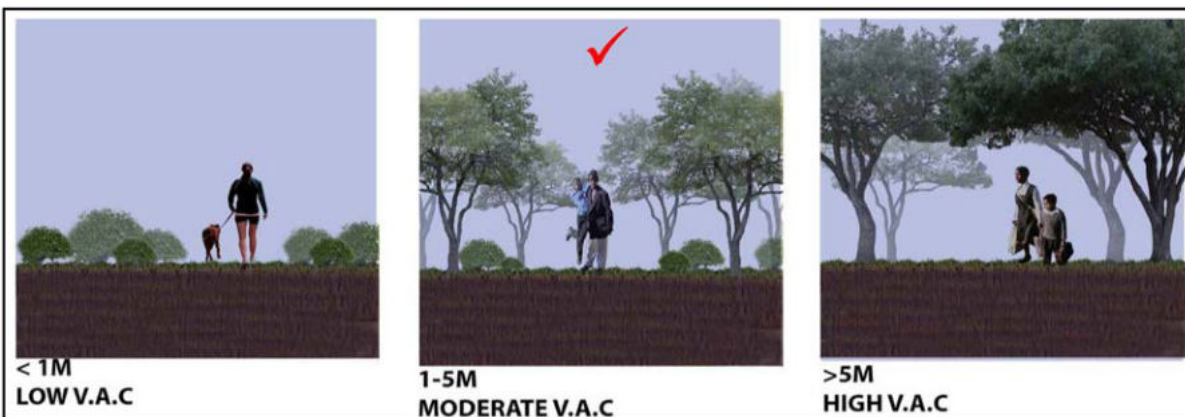 < 1M
LOW V.A.C
1-5M
MODERATE V.A.C
>5M
HIGH V.A.C